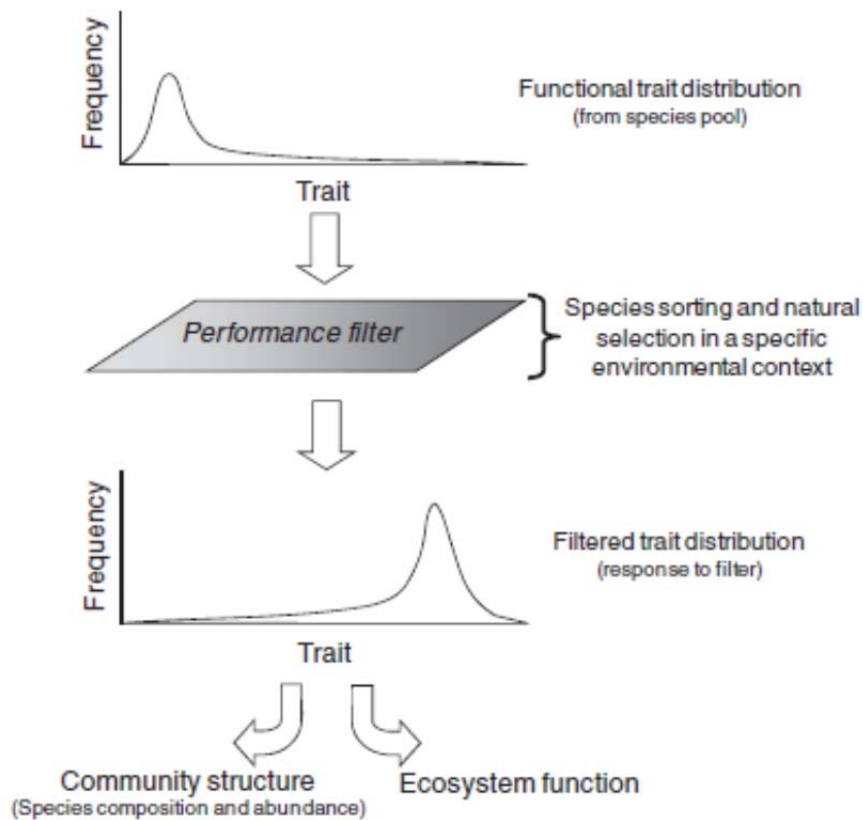 Frequency
Functional trait distribution
(from species pool)
Trait
Performance filter
Species sorting and natural
selection in a specific
environmental context
Frequency
Filtered trait distribution
(response to filter)
Trait
Community structure
(Species composition and abundance)
Ecosystem function